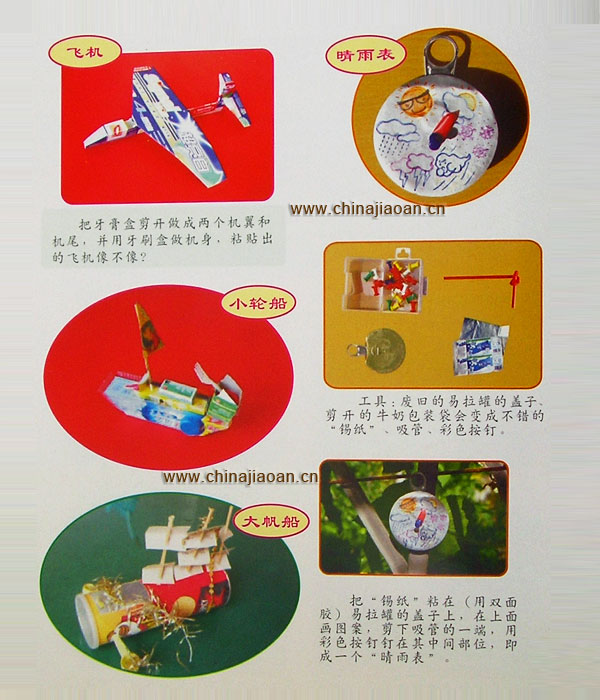 飞机
晴雨表
www.chinajiaoan.cn
把牙膏盒剪开做成两个机翼和
机尾，并用牙刷盒做机身，粘贴出
的飞机像不像？
小轮船
工具：废旧的易拉罐的盖子、
剪开的牛奶包装袋会变成不错的
“锡纸”、吸管、彩色按钉。
www.chinajiaoan.cn
大帆船
把“锡纸”粘在（用双面
胶）易拉罐的盖子上，在上面
画图案，剪下吸管的一端，用
彩色按钉钉在其中间部位，即
成一个“晴雨表”。